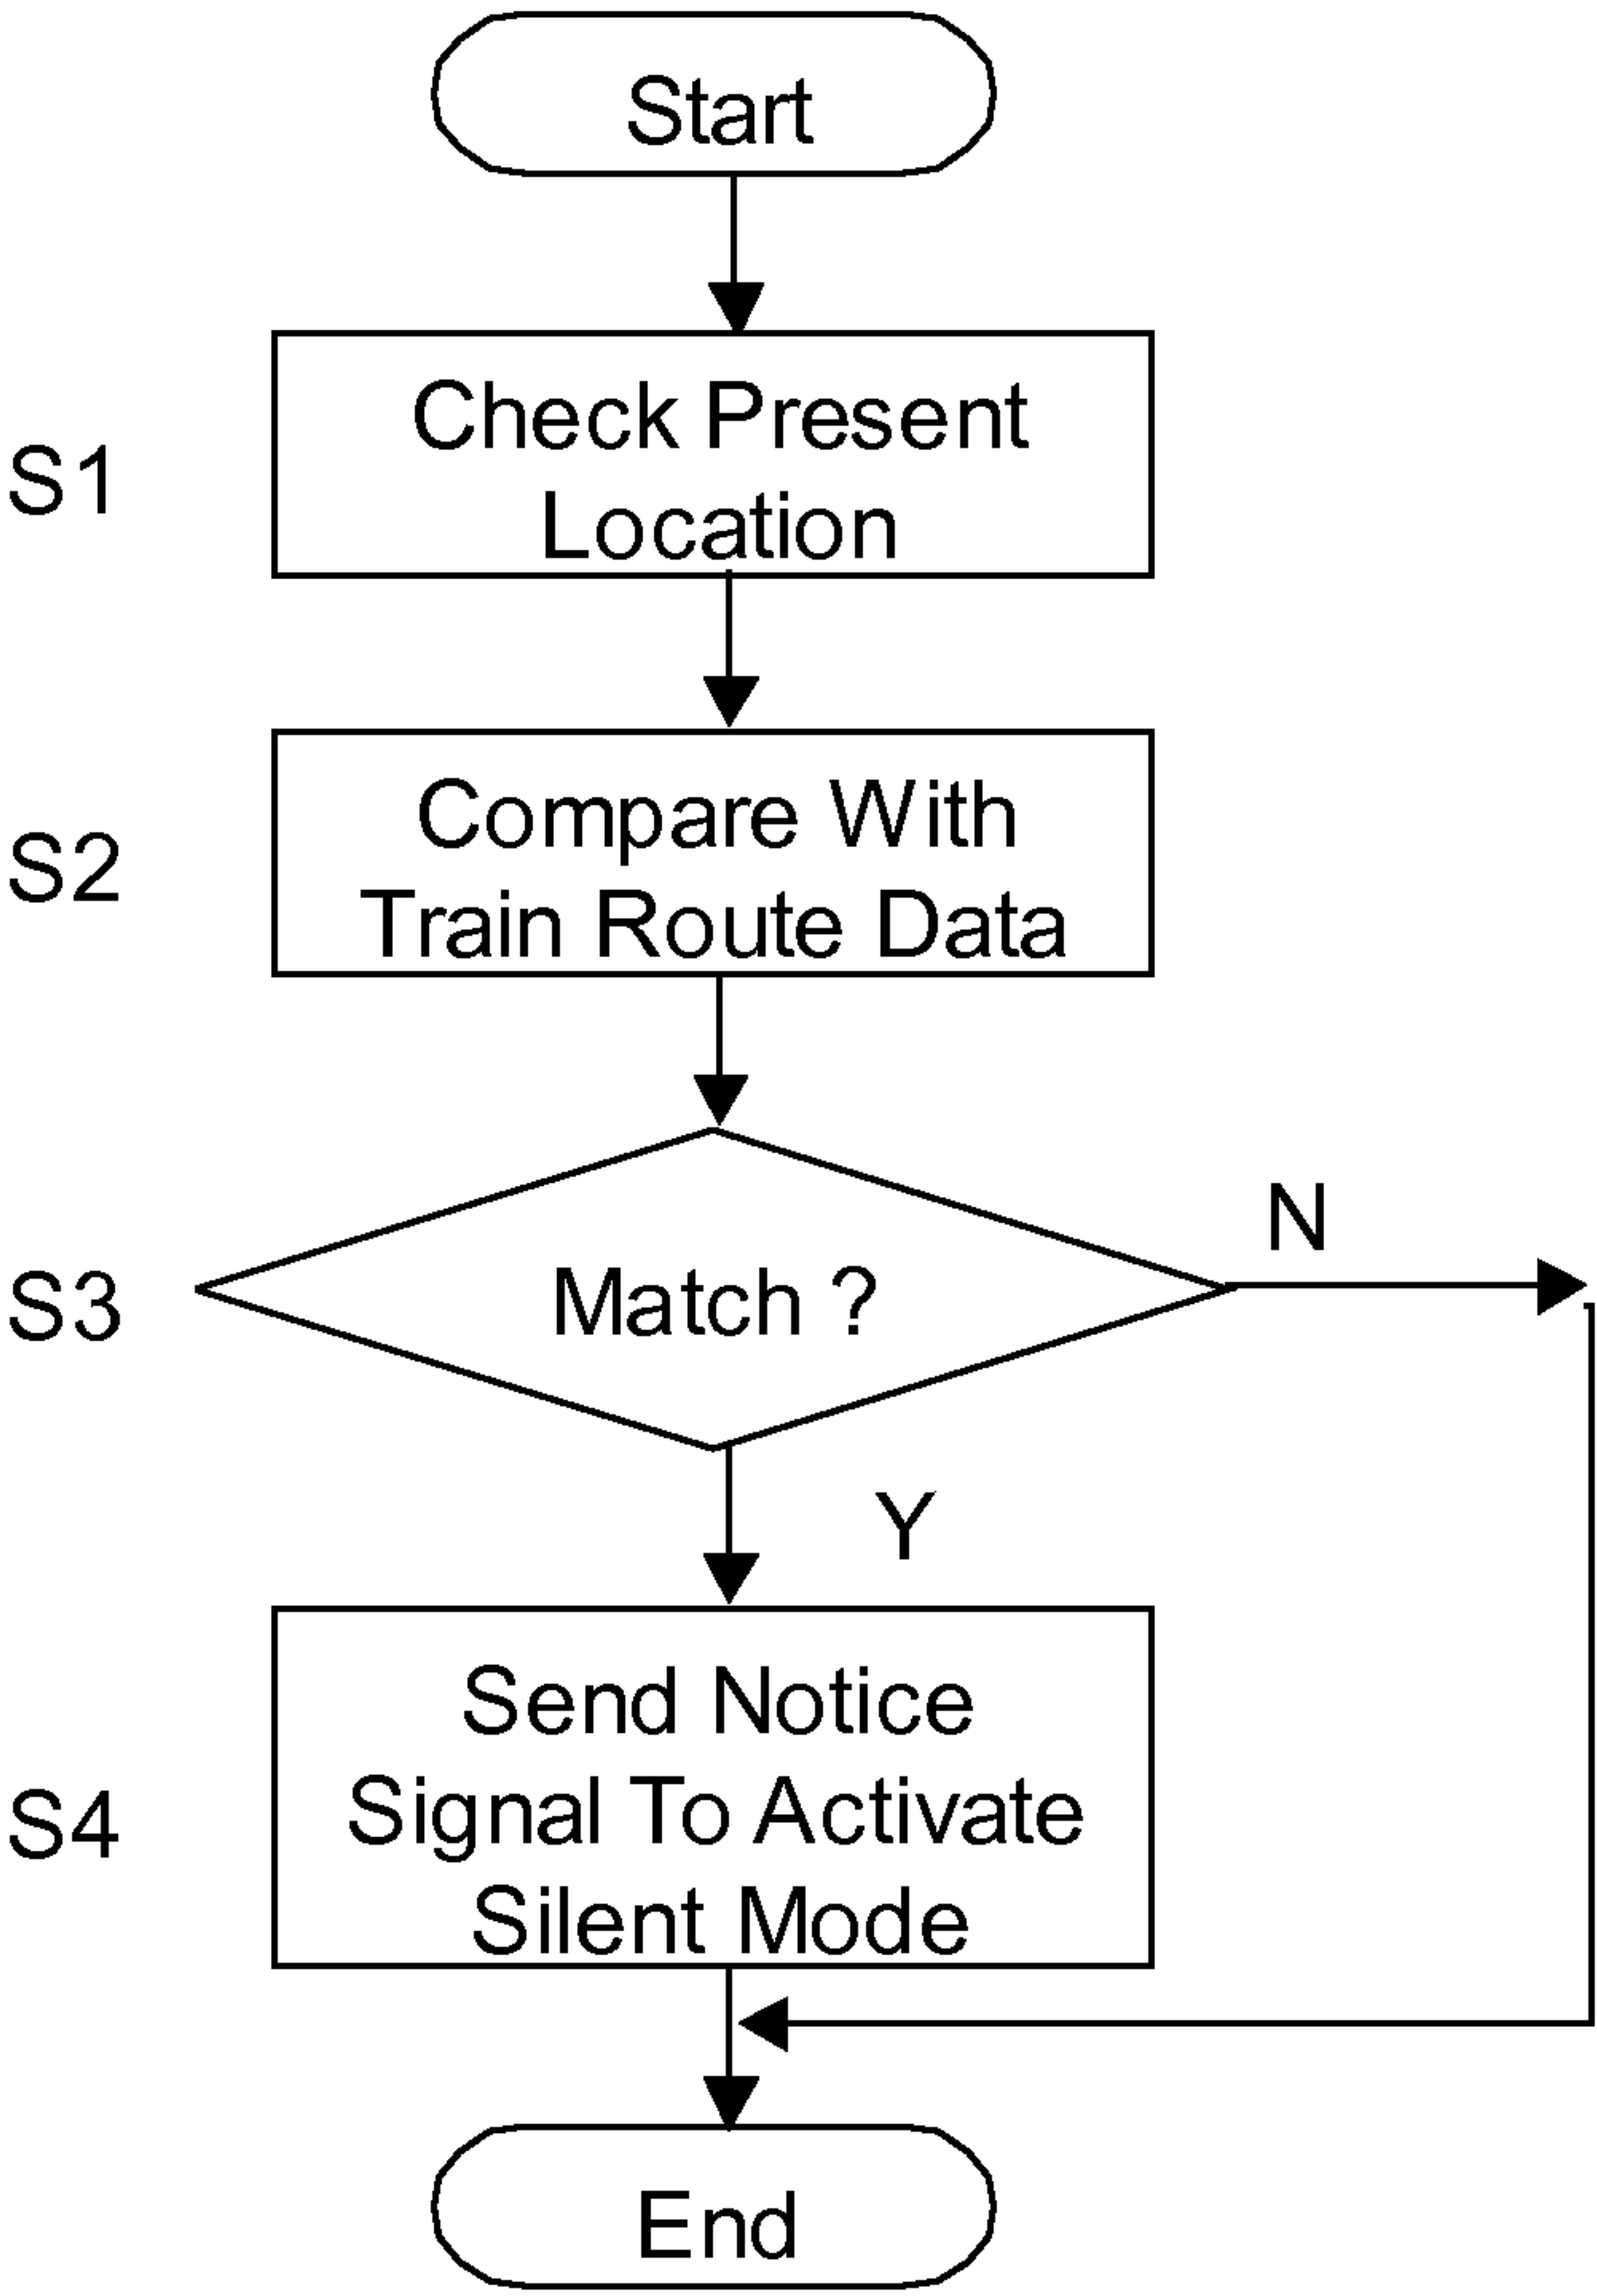 Start
S1
Check Present
Location
S2
Compare With
Train Route Data
S3
Match ?
N
Y
S4
Send Notice
Signal To Activate
Silent Mode
End